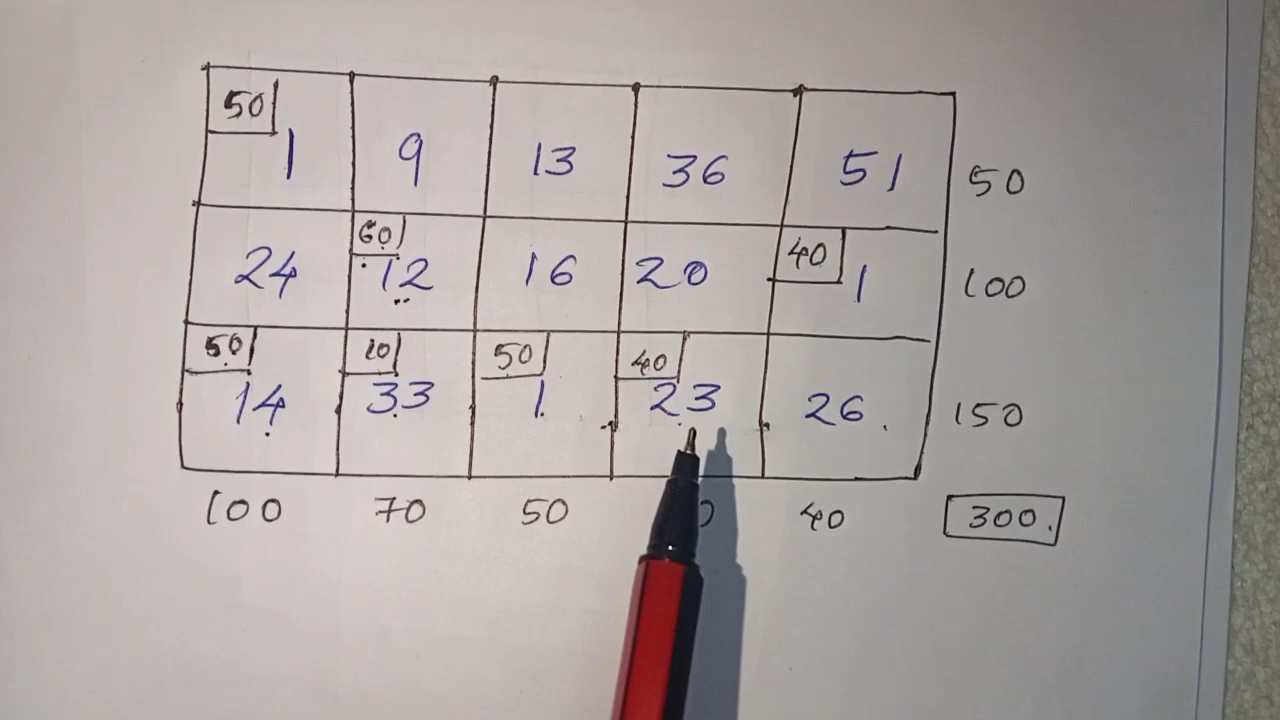 50
1 9 13 36 51 50
60 40
24 12 16 20 1 100
50 10 50 40
14 33 1 23 26. 150
100 70 50 40 300.